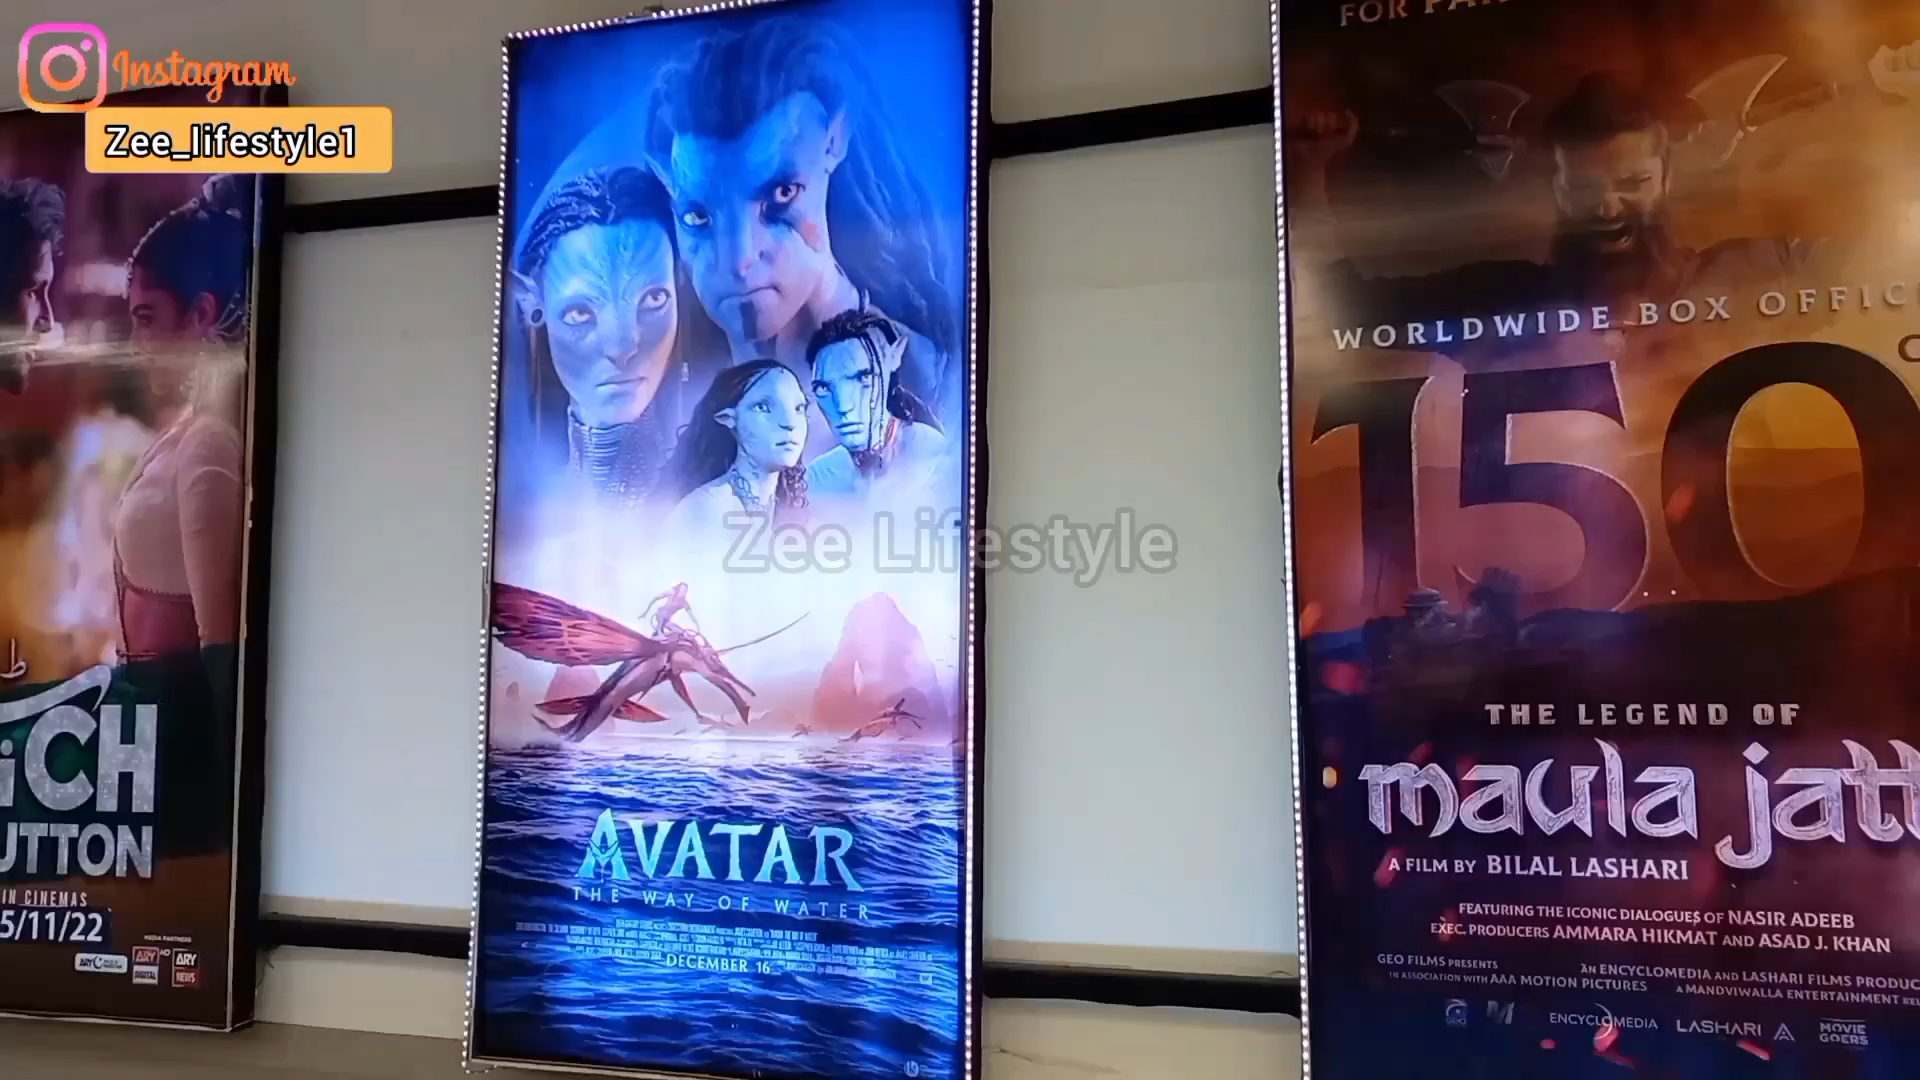 Instagram
Zee_lifestyle1
Zee Lifestyle
iCH
UTTON
IN CINEMAS
5/11/22
MEDIA PARTNERS
ARY
ARY
DIGITAL
ARY
NEWS
AVATAR
THE WAY OF WATER
DECEMBER 16
FOR PAK
WORLDWIDE BOX OFFIC
150
THE LEGEND OF
maula jatt
A FILM BY BILAL LASHARI
FEATURING THE ICONIC DIALOGUES OF NASIR ADEEB
EXEC. PRODUCERS AMMARA HIKMAT AND ASAD J. KHAN
GEO FILMS PRESENTS
IN ASSOCIATION WITH AAA MOTION PICTURES
AN ENCYCLOMEDIA AND LASHARI FILMS PRODUC
A MANDVIWALLA ENTERTAINMENT REL
GEO
ENCYCLOMEDIA
LASHARI
MOVIE
GOERS